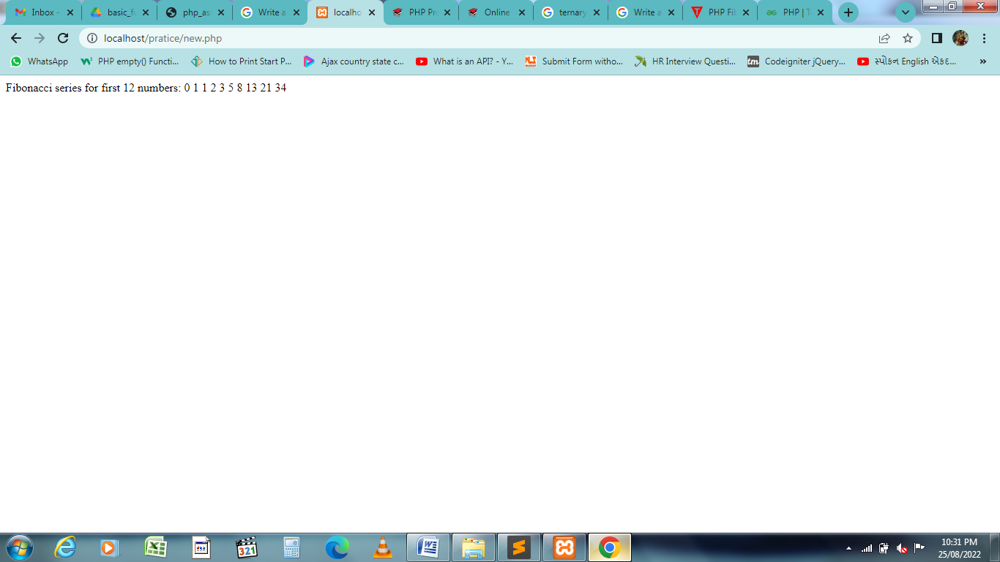 Inbox -
basic_fu
php_as
Write a
localho
PHP Pro
Online
ternary
Write a
PHP Fil
PHP | T
localhost/pratice/new.php
WhatsApp
PHP empty() Functi...
How to Print Start P...
Ajax country state c...
What is an API? - Y...
Submit Form witho...
HR Interview Questi...
Codeigniter jQuery...
સ્પોકન English એકદ...
»
Fibonacci series for first 12 numbers: 0 1 1 2 3 5 8 13 21 34
321
10:31 PM
25/08/2022